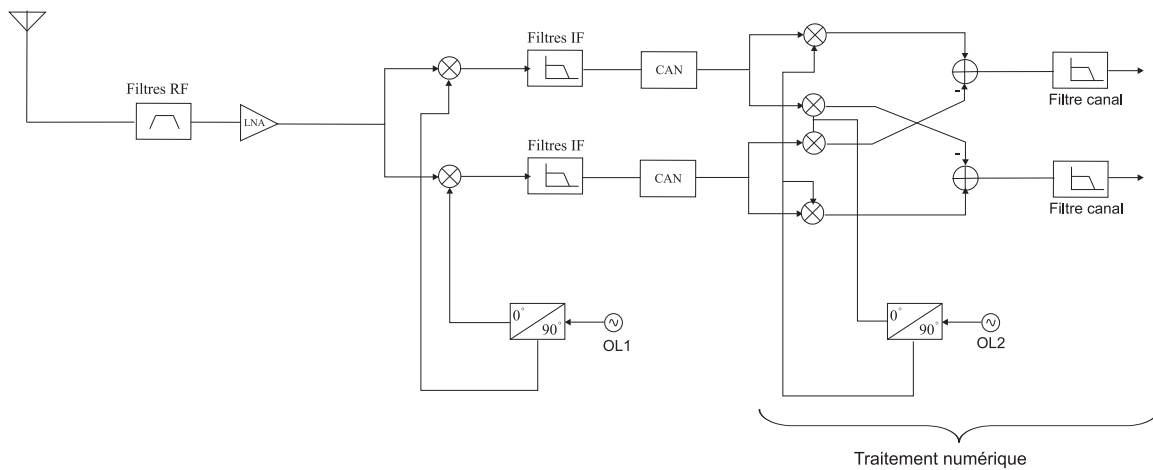 Filtres RF
LNA
Filtres IF
CAN
Filtres IF
CAN
-
-
Filtre canal
Filtre canal
0°
90°
OL1
0°
90°
OL2
Traitement numérique